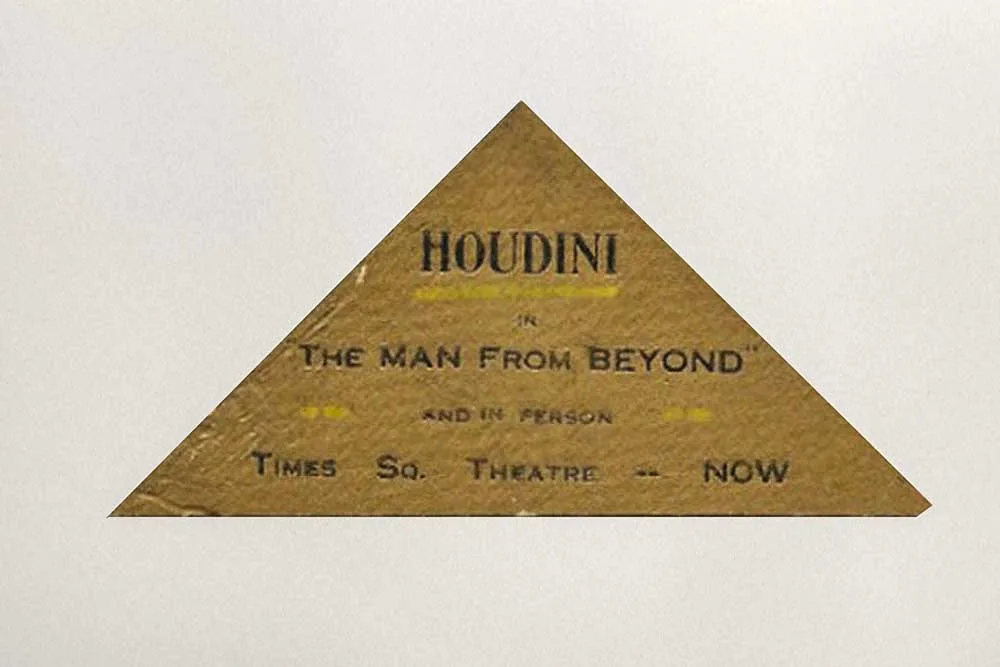 HOUDINI
IN
"THE MAN FROM BEYOND"
AND IN PERSON
TIMES SQ. THEATRE -- NOW